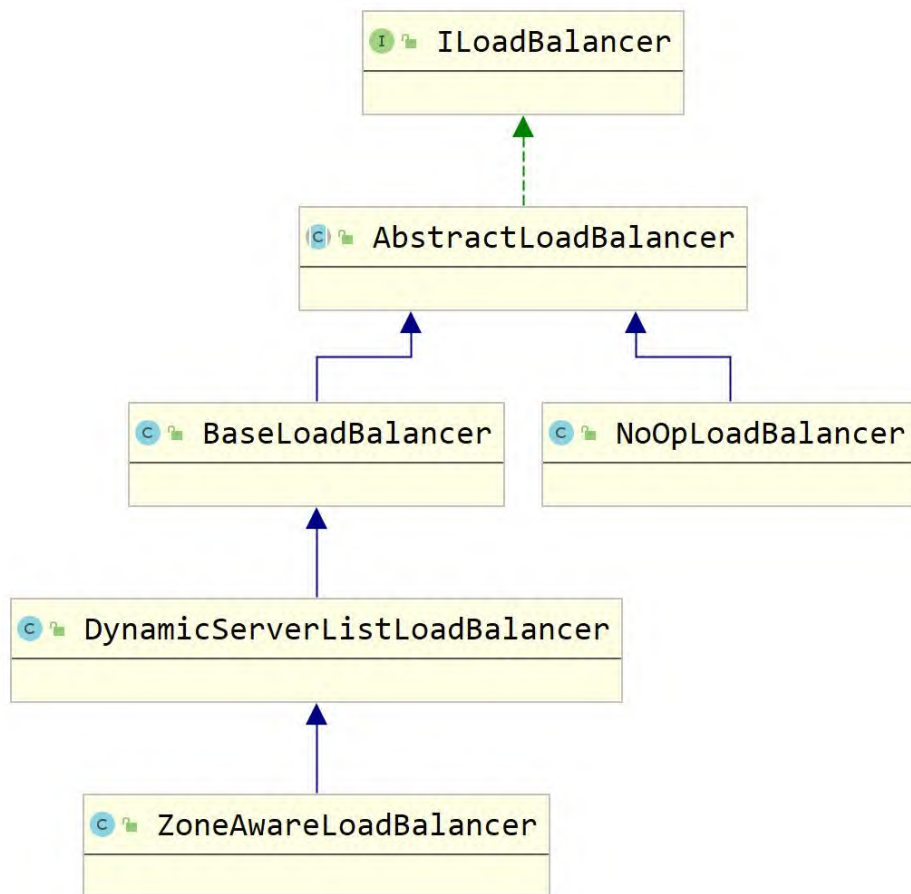 I ILoadBalancer
C AbstractLoadBalancer
C BaseLoadBalancer
C NoOpLoadBalancer
C DynamicServerListLoadBalancer
C ZoneAwareLoadBalancer